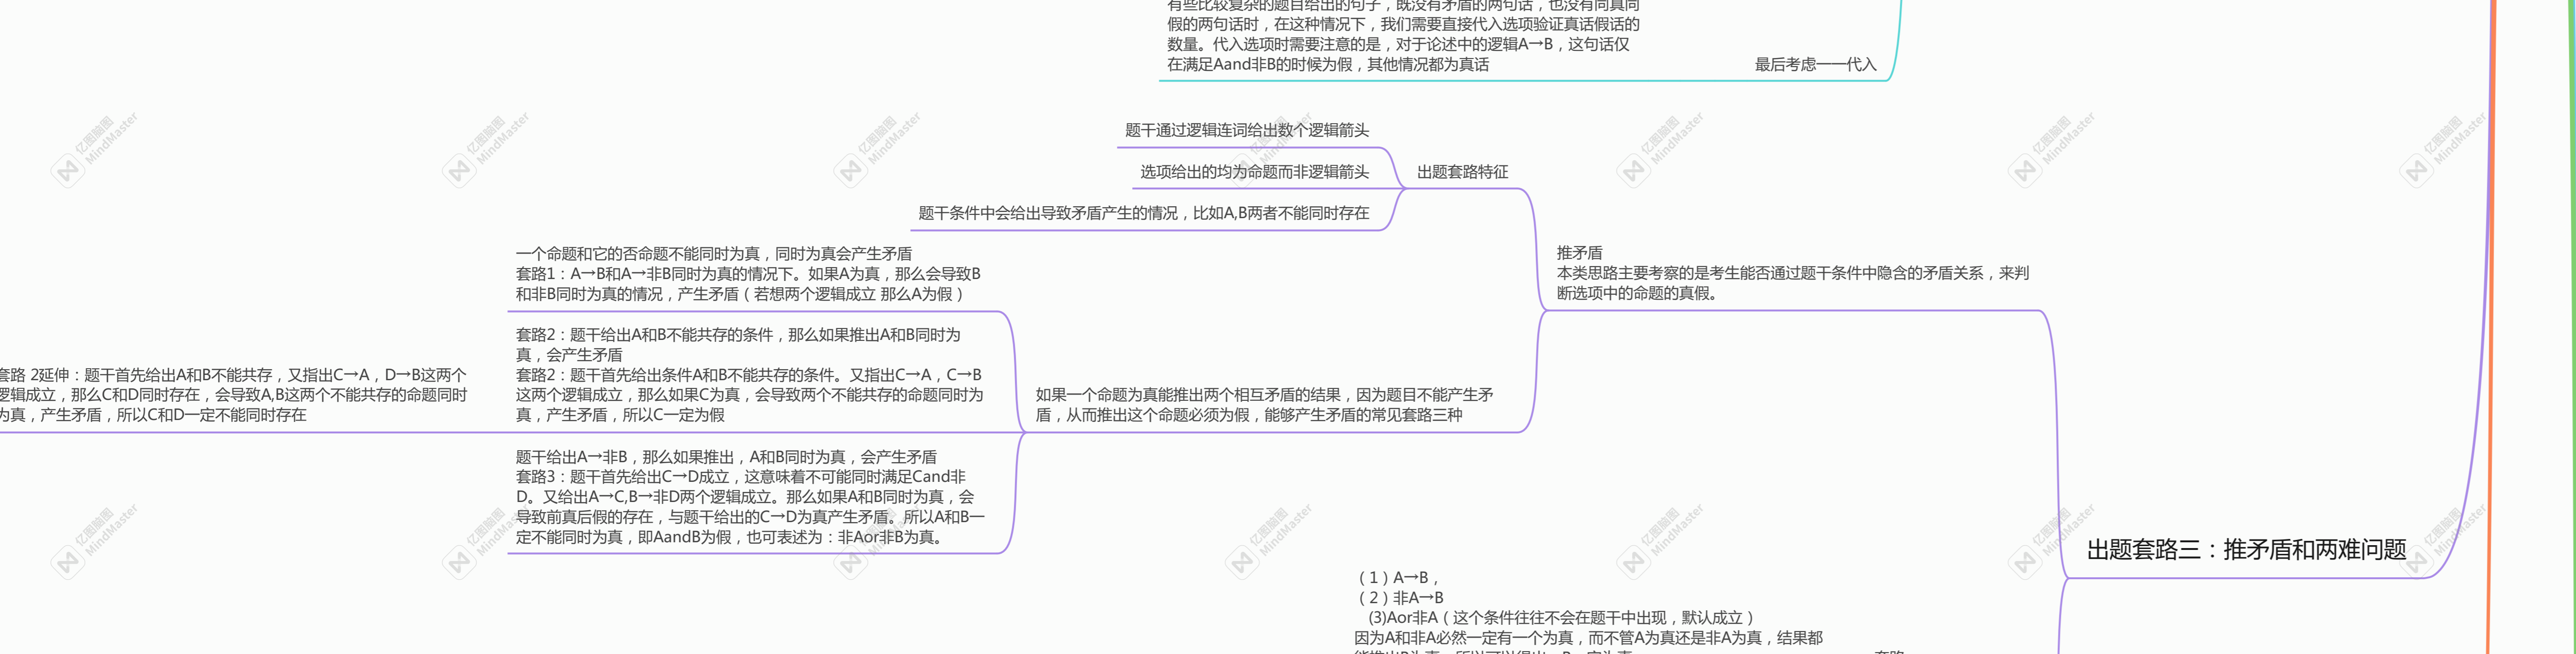 有些比较复杂的题目给出的句子，既没有矛盾的两句话，也没有同真同
假的两句话时，在这种情况下，我们需要直接代入选项验证真话假话的
数量。代入选项时需要注意的是，对于论述中的逻辑A→B，这句话仅
在满足Aand非B的时候为假，其他情况都为真话
最后考虑一一代入
题干通过逻辑连词给出数个逻辑箭头
选项给出的均为命题而非逻辑箭头
出题套路特征
题干条件中会给出导致矛盾产生的情况，比如A,B两者不能同时存在
推矛盾
本类思路主要考察的是考生能否通过题干条件中隐含的矛盾关系，来判
断选项中的命题的真假。
一个命题和它的否命题不能同时为真，同时为真会产生矛盾
套路1：A→B和A→非B同时为真的情况下。如果A为真，那么会导致B
和非B同时为真的情况，产生矛盾（若想两个逻辑成立 那么A为假）
套路2：题干给出A和B不能共存的条件，那么如果推出A和B同时为
真，会产生矛盾
套路2：题干首先给出条件A和B不能共存的条件。又指出C→A，C→B
这两个逻辑成立，那么如果C为真，会导致两个不能共存的命题同时为
真，产生矛盾，所以C一定为假
套路 2延伸：题干首先给出A和B不能共存，又指出C→A，D→B这两个
逻辑成立，那么C和D同时存在，会导致A,B这两个不能共存的命题同时
为真，产生矛盾，所以C和D一定不能同时存在
如果一个命题为真能推出两个相互矛盾的结果，因为题目不能产生矛
盾，从而推出这个命题必须为假，能够产生矛盾的常见套路三种
题干给出A→非B，那么如果推出，A和B同时为真，会产生矛盾
套路3：题干首先给出C→D成立，这意味着不可能同时满足Cand非
D。又给出A→C,B→非D两个逻辑成立。那么如果A和B同时为真，会
导致前真后假的存在，与题干给出的C→D为真产生矛盾。所以A和B一
定不能同时为真，即AandB为假，也可表述为：非Aor非B为真。
出题套路三：推矛盾和两难问题
（1）A→B，
（2）非A→B
(3)Aor非A（这个条件往往不会在题干中出现，默认成立）
因为A和非A必然一定有一个为真，而不管A为真还是非A为真，结果都